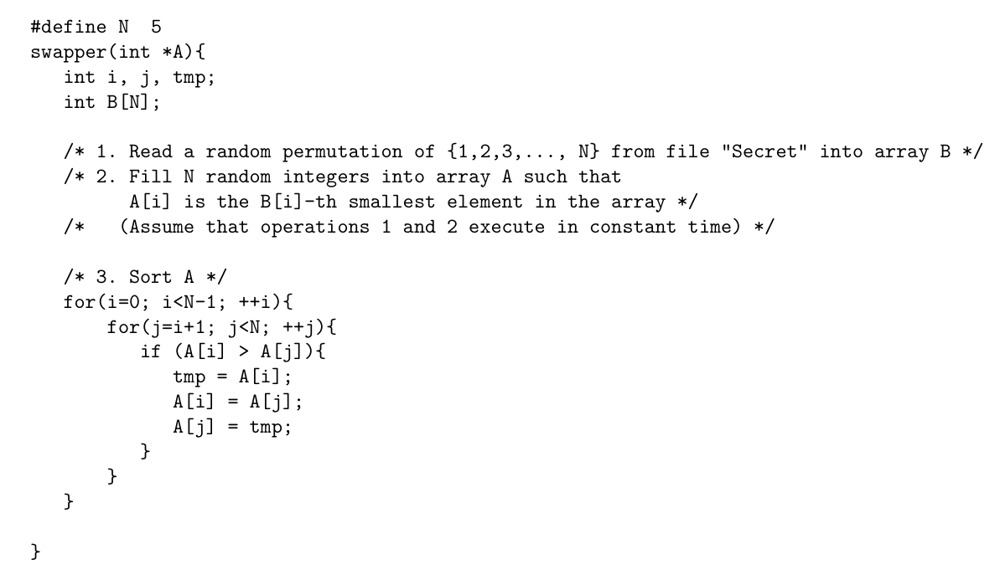 #define N  5
swapper(int *A){
   int i, j, tmp;
   int B[N];

   /* 1. Read a random permutation of {1,2,3,..., N} from file "Secret" into array B */
   /* 2. Fill N random integers into array A such that
         A[i] is the B[i]-th smallest element in the array */
   /*   (Assume that operations 1 and 2 execute in constant time) */

   /* 3. Sort A */
   for(i=0; i<N-1; ++i){
       for(j=i+1; j<N; ++j){
          if (A[i] > A[j]){
             tmp = A[i];
             A[i] = A[j];
             A[j] = tmp;
          }
       }
   }

}